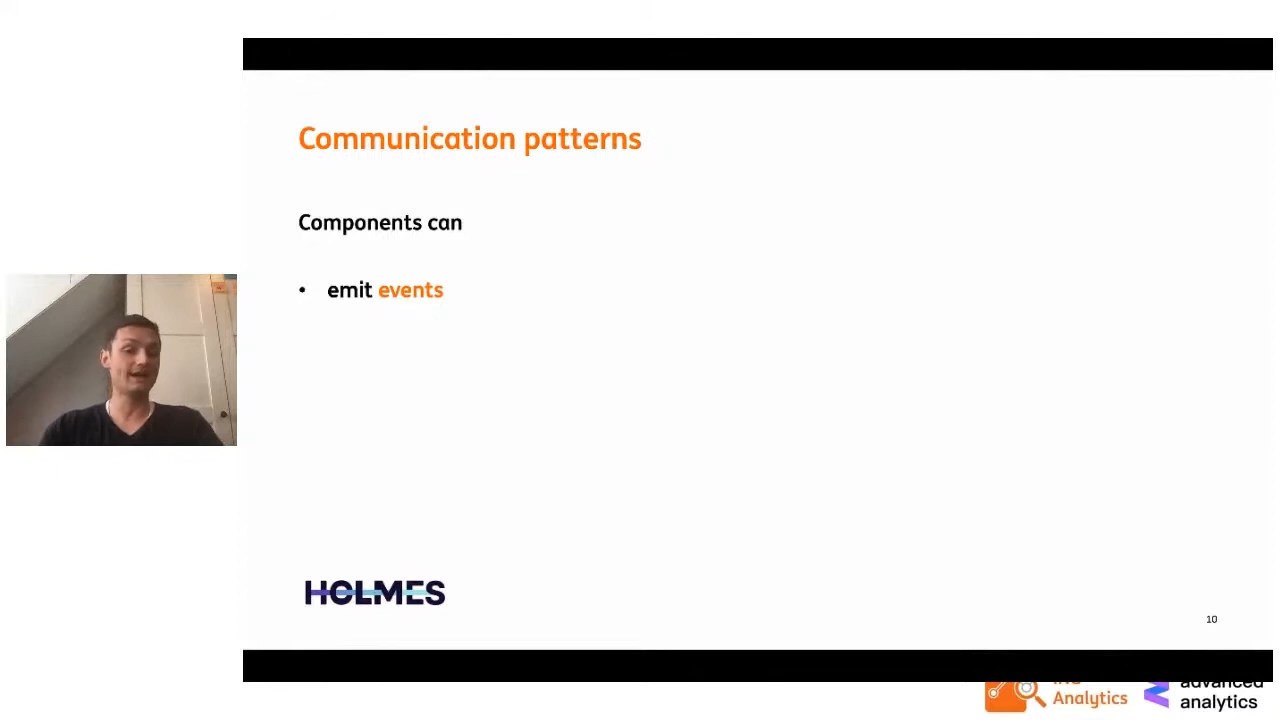 Communication patterns
Components can
• emit events
HOLMES
10
Analytics
advanced
analytics